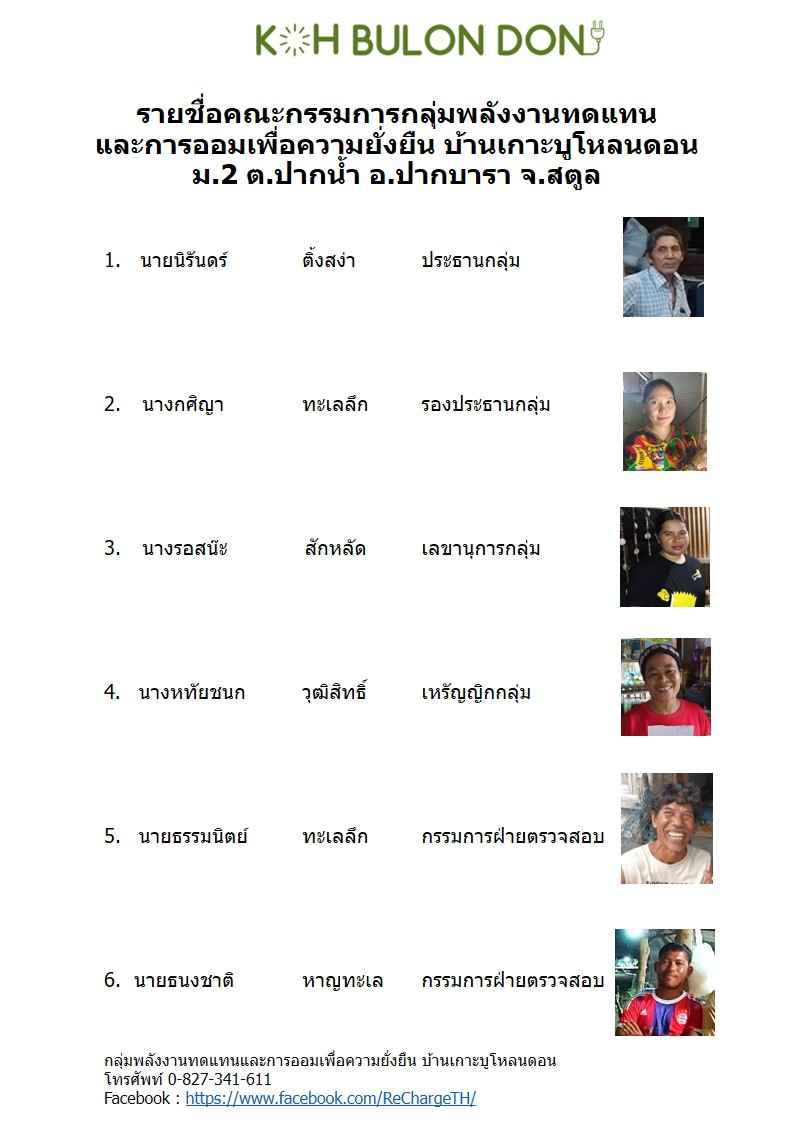 KOH BULON DON
รายชื่อคณะกรรมการกลุ่มพลังงานทดแทน
และการออมเพื่อความยั่งยืน บ้านเกาะบูโหลนดอน
ม.2 ต.ปากน้ำ อ.ปากบารา จ.สตูล
1. นายนิรันดร์ ติ้งสง่า ประธานกลุ่ม
2. นางกศิญา ทะเลลึก รองประธานกลุ่ม
3. นางรอสน๊ะ สักหลัด เลขานุการกลุ่ม
4. นางหทัยชนก วุฒิสิทธิ์ เหรัญญิกกลุ่ม
5. นายธรรมนิตย์ ทะเลลึก กรรมการฝ่ายตรวจสอบ
6. นายธนงชาติ หาญทะเล กรรมการฝ่ายตรวจสอบ
กลุ่มพลังงานทดแทนและการออมเพื่อความยั่งยืน บ้านเกาะบูโหลนดอน
โทรศัพท์ 0-827-341-611
Facebook : https://www.facebook.com/ReChargeTH/